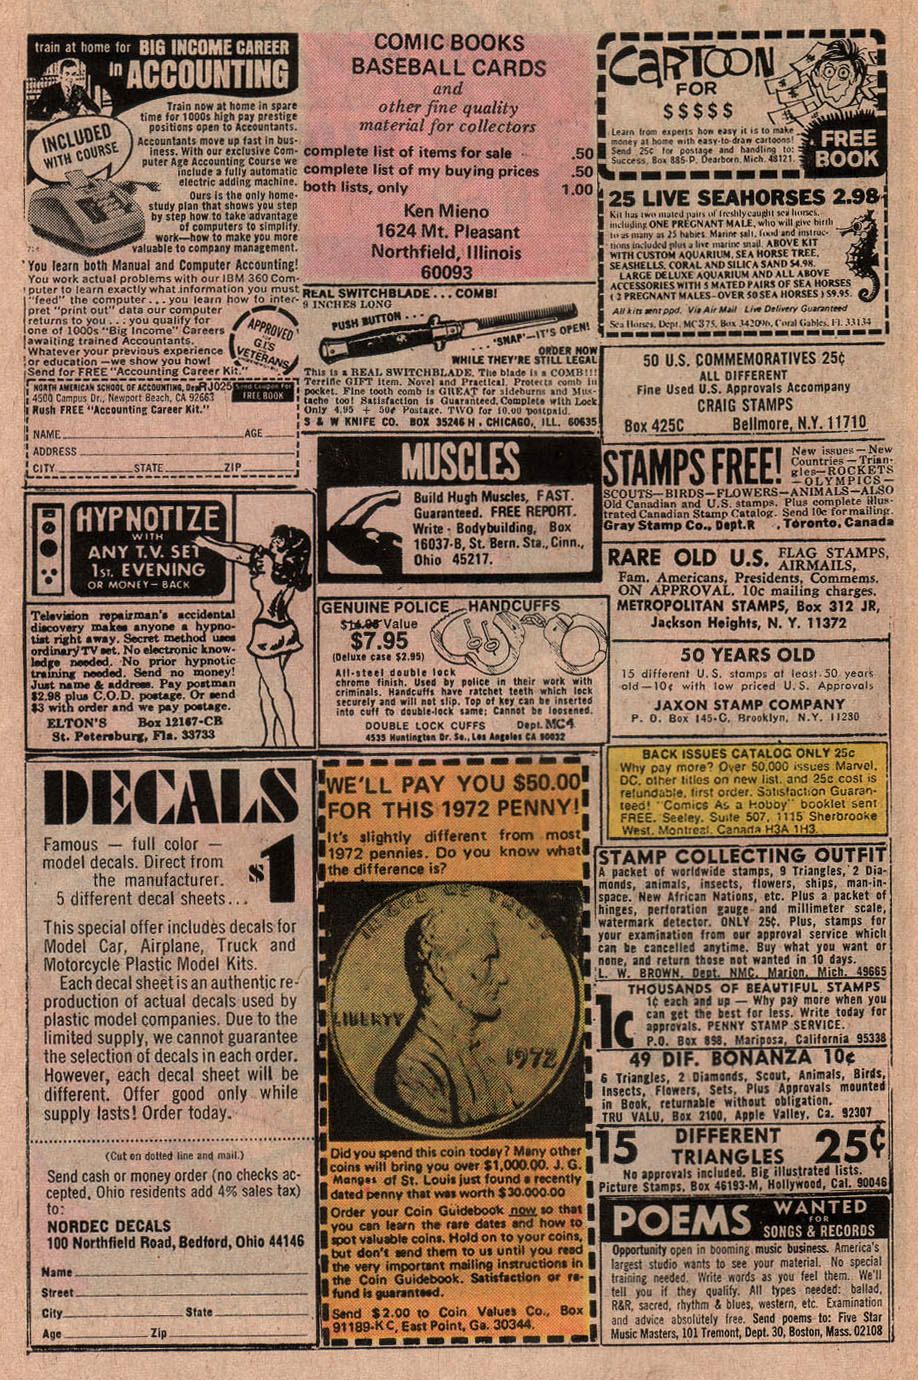 train at home for BIG INCOME CAREER
in ACCOUNTING
INCLUDED
WITH COURSE
Train now at home in spare
time for 1000s high pay prestige
positions open to Accountants.
Accountants move up fast in bus-
iness. With our exclusive Com-
puter Age Accounting Course we
include a fully automatic
electric adding machine.
Ours is the only home-
study plan that shows you step
by step how to take advantage
of computers to simplify
work—how to make you more
valuable to company management.
You learn both Manual and Computer Accounting!
You work actual problems with our IBM 360 Com-
puter to learn exactly what information you must
"feed" the computer . . . you learn how to inter-
pret "print out" data our computer
returns to you . . . you qualify for
one of 1000's "Big Income" Careers
awaiting trained Accountants.
Whatever your previous experience
or education—we show you how!
Send for FREE "Accounting Career Kit."
APPROVED
for
G.I.'s
VETERANS
NORTH AMERICAN SCHOOL OF ACCOUNTING, Dept. RJ025
4500 Campus Dr., Newport Beach, CA 92663
Rush FREE "Accounting Career Kit."
Send Coupon For
FREE BOOK
NAME AGE
ADDRESS
CITY STATE ZIP
HYPNOTIZE
WITH
ANY T.V. SET
1ST. EVENING
OR MONEY-BACK
Television repairman's accidental
discovery makes anyone a hypno-
tist right away. Secret method uses
ordinary TV set. No electronic know-
ledge needed. No prior hypnotic
training needed. Send no money!
Just name & address. Pay postman
$2.98 plus C.O.D. postage. Or send
$3 with order and we pay postage.
ELTON'S Box 12167-CB
St. Petersburg, Fla. 33733
DECALS
Famous — full color —
model decals. Direct from
the manufacturer.
5 different decal sheets...
$1
This special offer includes decals for
Model Car, Airplane, Truck and
Motorcycle Plastic Model Kits.
Each decal sheet is an authentic re-
production of actual decals used by
plastic model companies. Due to the
limited supply, we cannot guarantee
the selection of decals in each order.
However, each decal sheet will be
different. Offer good only while
supply lasts! Order today.
(Cut on dotted line and mail.)
Send cash or money order (no checks ac-
cepted, Ohio residents add 4% sales tax)
to:
NORDEC DECALS
100 Northfield Road, Bedford, Ohio 44146
Name
Street
City State
Age Zip
COMIC BOOKS
BASEBALL CARDS
and
other fine quality
material for collectors
complete list of items for sale .50
complete list of my buying prices .50
both lists, only 1.00
Ken Mieno
1624 Mt. Pleasant
Northfield, Illinois
60093
REAL SWITCHBLADE...COMB!
9 INCHES LONG
PUSH BUTTON...
...'SNAP'—IT'S OPEN!
ORDER NOW
WHILE THEY'RE STILL LEGAL
This is a REAL SWITCHBLADE. The blade is a COMB!!!
Terrific GIFT item. Novel and Practical. Protects comb in
pocket. Fine tooth comb is GREAT for sideburns and Mus-
tache too! Satisfaction is Guaranteed. Complete with Lock
Only 4.95 + 50¢ Postage. TWO for 10.00 postpaid.
S & W KNIFE CO. BOX 35246 H . CHICAGO, ILL. 60635
MUSCLES
Build Hugh Muscles, FAST.
Guaranteed. FREE REPORT.
Write - Bodybuilding, Box
16037-B, St. Bern. Sta., Cinn.,
Ohio 45217.
GENUINE POLICE HANDCUFFS
$14.95 Value
$7.95
(Deluxe case $2.95)
All-steel double lock
chrome finish. Used by police in their work with
criminals. Handcuffs have ratchet teeth which lock
securely and will not slip. Top of key can be inserted
into cuff to double-lock same; Cannot be loosened.
DOUBLE LOCK CUFFS Dept. MC4
4535 Huntington Dr. So., Los Angeles CA 90032
WE'LL PAY YOU $50.00
FOR THIS 1972 PENNY!
It's slightly different from most
1972 pennies. Do you know what
the difference is?
IN GOD WE TRUST
LIBERTY
1972
Did you spend this coin today? Many other
coins will bring you over $1,000.00. J. G.
Manges of St. Louis just found a recently
dated penny that was worth $30,000.00
Order your Coin Guidebook now so that
you can learn the rare dates and how to
spot valuable coins. Hold on to your coins,
but don't send them to us until you read
the very important mailing instructions in
the Coin Guidebook. Satisfaction or re-
fund is guaranteed.
Send $2.00 to Coin Values Co., Box
91189-KC, East Point, Ga. 30344.
CARTOON
FOR
$$$$$
Learn from experts how easy it is to make
money at home with easy-to-draw cartoons!
Send 25¢ for postage and handling to:
Success, Box 885-P, Dearborn, Mich. 48121.
FREE
BOOK
25 LIVE SEAHORSES 2.98
Kit has two mated pairs of freshly caught sea horses,
including ONE PREGNANT MALE, who will give birth
to as many as 25 babies. Marine salt, food and instruc-
tions included plus a live marine snail. ABOVE KIT
WITH CUSTOM AQUARIUM, SEA HORSE TREE,
SEASHELLS, CORAL AND SILICA SAND $4.98.
LARGE DELUXE AQUARIUM AND ALL ABOVE
ACCESSORIES WITH 5 MATED PAIRS OF SEA HORSES
(2 PREGNANT MALES—OVER 50 SEA HORSES) $9.95.
All kits sent ppd. Via Air Mail Live Delivery Guaranteed
Sea Horses, Dept. MC375, Box 342096, Coral Gables, Fl. 33134
50 U.S. COMMEMORATIVES 25¢
ALL DIFFERENT
Fine Used U.S. Approvals Accompany
CRAIG STAMPS
Box 425C Bellmore, N.Y. 11710
STAMPS FREE!
New issues—New
Countries—Trian-
gles—ROCKETS
—OLYMPICS—
SCOUTS—BIRDS—FLOWERS—ANIMALS—ALSO
Old Canadian and U.S. stamps. Plus complete illus-
trated Canadian Stamp Catalog. Send 10c for mailing.
Gray Stamp Co., Dept.R , Toronto, Canada
RARE OLD U.S. FLAG STAMPS,
AIRMAILS,
Fam. Americans, Presidents, Commems.
ON APPROVAL. 10c mailing charges.
METROPOLITAN STAMPS, Box 312 JR,
Jackson Heights, N. Y. 11372
50 YEARS OLD
15 different U. S. stamps at least 50 years
old—10¢ with low priced U. S. Approvals
JAXON STAMP COMPANY
P. O. Box 145-C, Brooklyn, N.Y. 11230
BACK ISSUES CATALOG ONLY 25c
Why pay more? Over 50,000 issues Marvel,
DC, other titles on new list, and 25c cost is
refundable, first order. Satisfaction Guaran-
teed! "Comics As a Hobby" booklet sent
FREE. Seeley, Suite 507, 1115 Sherbrooke
West, Montreal, Canada H3A 1H3.
STAMP COLLECTING OUTFIT
A packet of worldwide stamps, 9 Triangles, 2 Dia-
monds, animals, insects, flowers, ships, man-in-
space. New African Nations, etc. Plus a packet of
hinges, perforation gauge and millimeter scale,
watermark detector. ONLY 25¢. Plus, stamps for
your examination from our approval service which
can be cancelled anytime. Buy what you want or
none, and return those not wanted in 10 days.
L. W. BROWN, Dept. NMC, Marion, Mich. 49665
THOUSANDS OF BEAUTIFUL STAMPS
1c
1¢ each and up — Why pay more when you
can get the best for less. Write today for
approvals. PENNY STAMP SERVICE.
P.O. Box 898, Mariposa, California 95338
49 DIF. BONANZA 10¢
6 Triangles, 2 Diamonds, Scout, Animals, Birds,
Insects, Flowers, Sets, Plus Approvals mounted
in Book, returnable without obligation.
TRU VALU, Box 2100, Apple Valley, Ca. 92307
15 DIFFERENT
TRIANGLES 25¢
No approvals included. Big illustrated lists.
Picture Stamps, Box 46193-M, Hollywood, Cal. 90046
POEMS WANTED
FOR
SONGS & RECORDS
Opportunity open in booming music business. America's
largest studio wants to see your material. No special
training needed. Write words as you feel them. We'll
tell you if they qualify. All types needed: ballad,
R&R, sacred, rhythm & blues, western, etc. Examination
and advice absolutely free. Send poems to: Five Star
Music Masters, 101 Tremont, Dept. 30, Boston, Mass. 02108